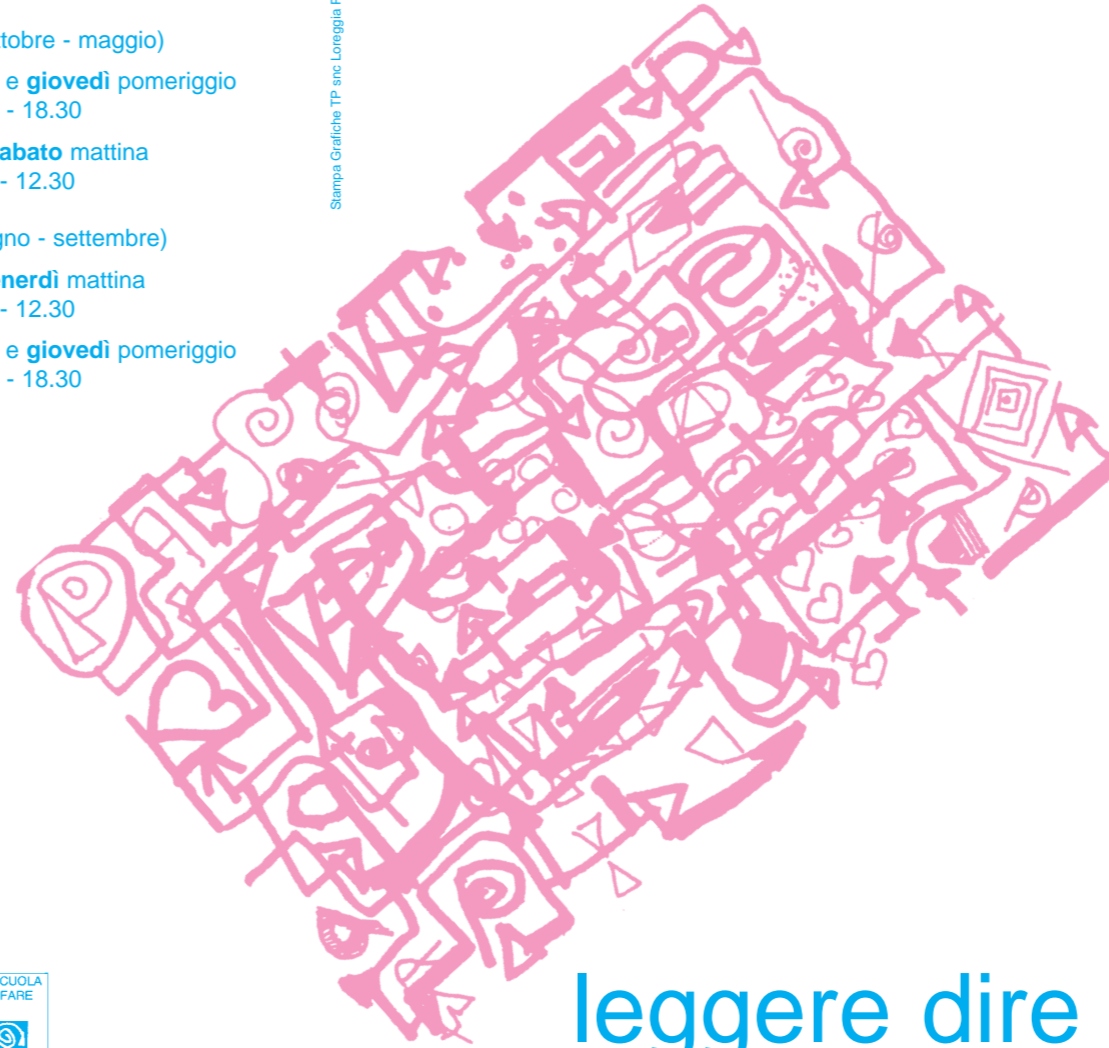 tobre - maggio)
e giovedì pomeriggio
- 18.30
abato mattina
- 12.30
gno - settembre)
nerdì mattina
- 12.30
e giovedì pomeriggio
- 18.30
Stampa Grafiche TP snc Loreggia P
CUOLA
FARE
leggere dire